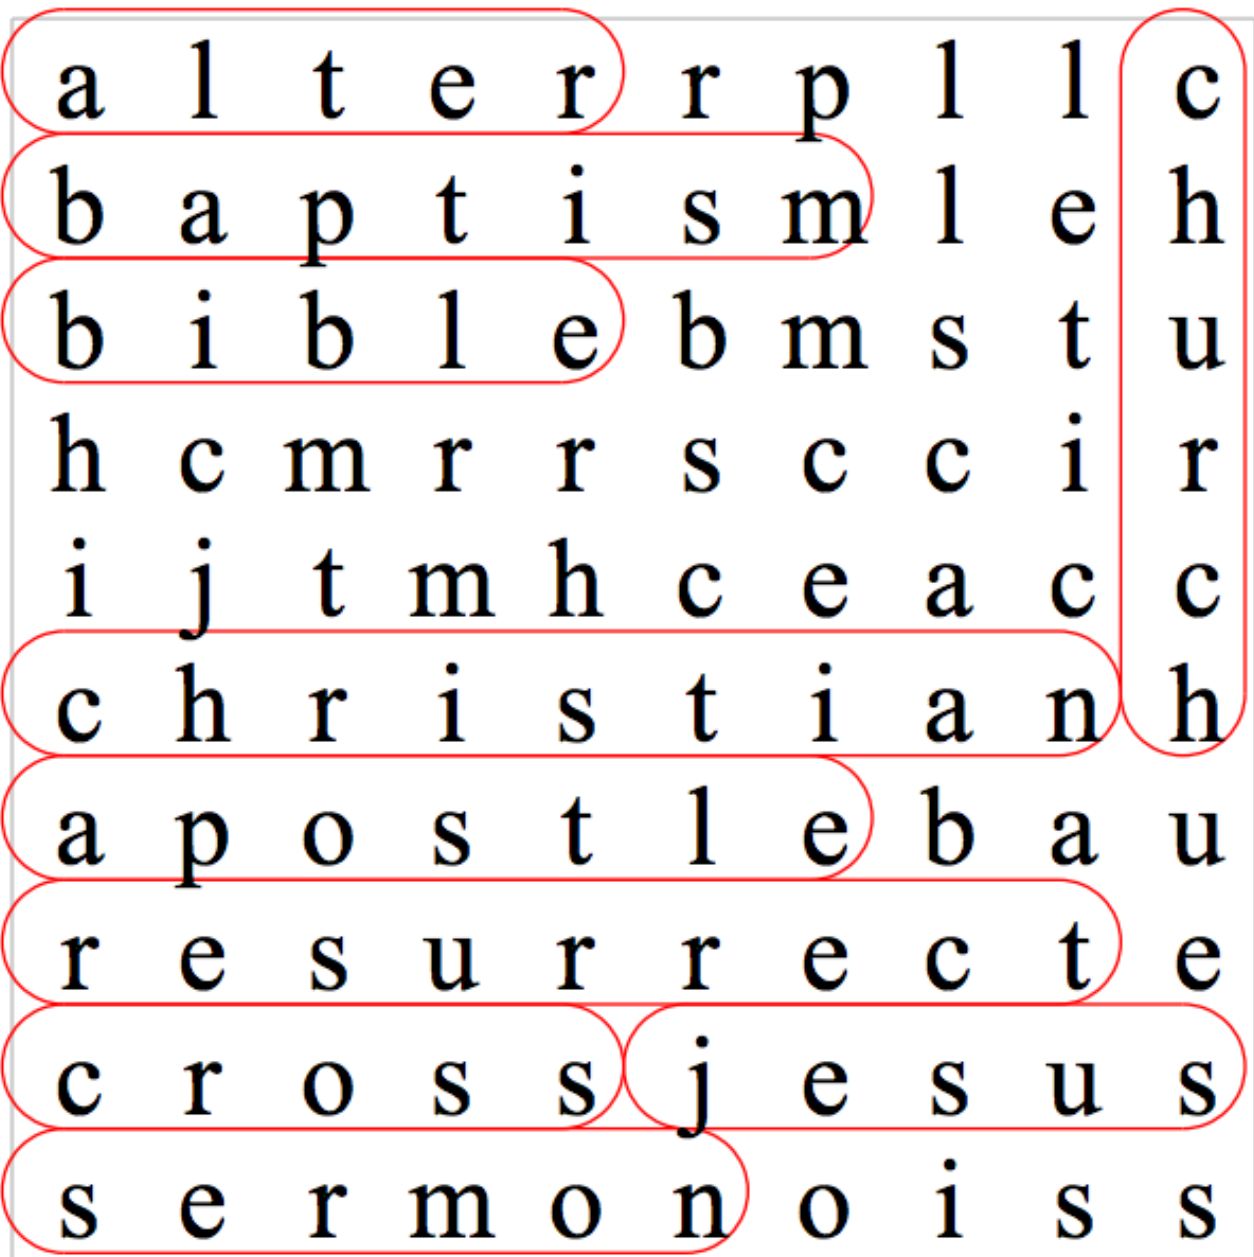 a l t e r r p l l c
b a p t i s m l e h
b i b l e b m s t u
h c m r r s c c i r
i j t m h c e a c c
c h r i s t i a n h
a p o s t l e b a u
r e s u r r e c t e
c r o s s j e s u s
s e r m o n o i s s